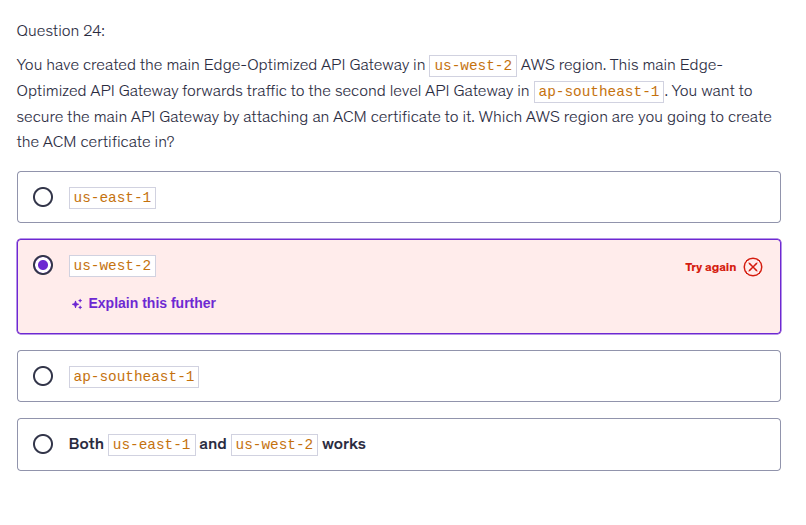 Question 24:
You have created the main Edge-Optimized API Gateway in us-west-2 AWS region. This main Edge-
Optimized API Gateway forwards traffic to the second level API Gateway in ap-southeast-1. You want to
secure the main API Gateway by attaching an ACM certificate to it. Which AWS region are you going to create
the ACM certificate in?
us-east-1
us-west-2
Try again
Explain this further
ap-southeast-1
Both us-east-1 and us-west-2 works